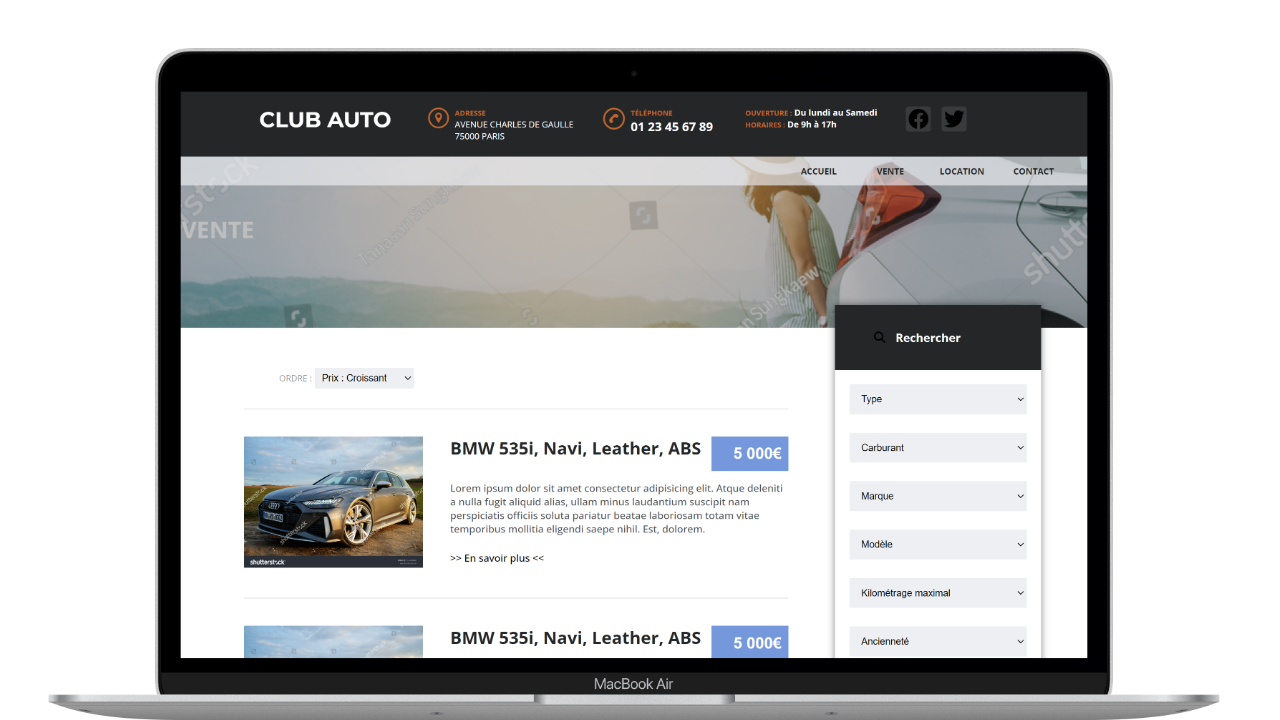 CLUB AUTO
ADRESSE
AVENUE CHARLES DE GAULLE
75000 PARIS
TÉLÉPHONE
01 23 45 67 89
OUVERTURE : Du lundi au Samedi
HORAIRES : De 9h à 17h
ACCUEIL VENTE LOCATION CONTACT
VENTE
shutterstock
shutterstock
Rechercher
ORDRE : Prix : Croissant
Type
Carburant
Marque
Modèle
Kilométrage maximal
Ancienneté
BMW 535i, Navi, Leather, ABS
5 000€
Lorem ipsum dolor sit amet consectetur adipisicing elit. Atque deleniti
a nulla fugit aliquid alias, ullam minus laudantium suscipit nam
perspiciatis officiis soluta pariatur beatae laboriosam totam vitae
temporibus mollitia eligendi saepe nihil. Est, dolorem.
>> En savoir plus <<
shutterstock
BMW 535i, Navi, Leather, ABS
5 000€
MacBook Air